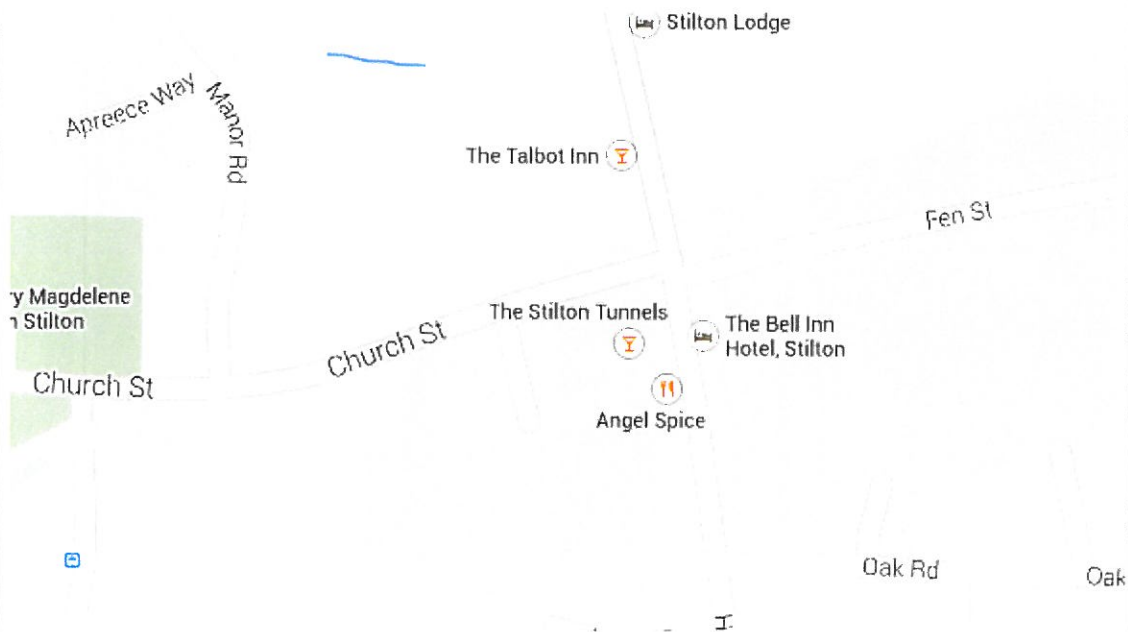 Stilton Lodge
Apreece Way
Manor Rd
The Talbot Inn
Fen St
ry Magdelene
n Stilton
The Stilton Tunnels
The Bell Inn
Hotel, Stilton
Church St
Church St
Angel Spice
Oak Rd
Oak
H